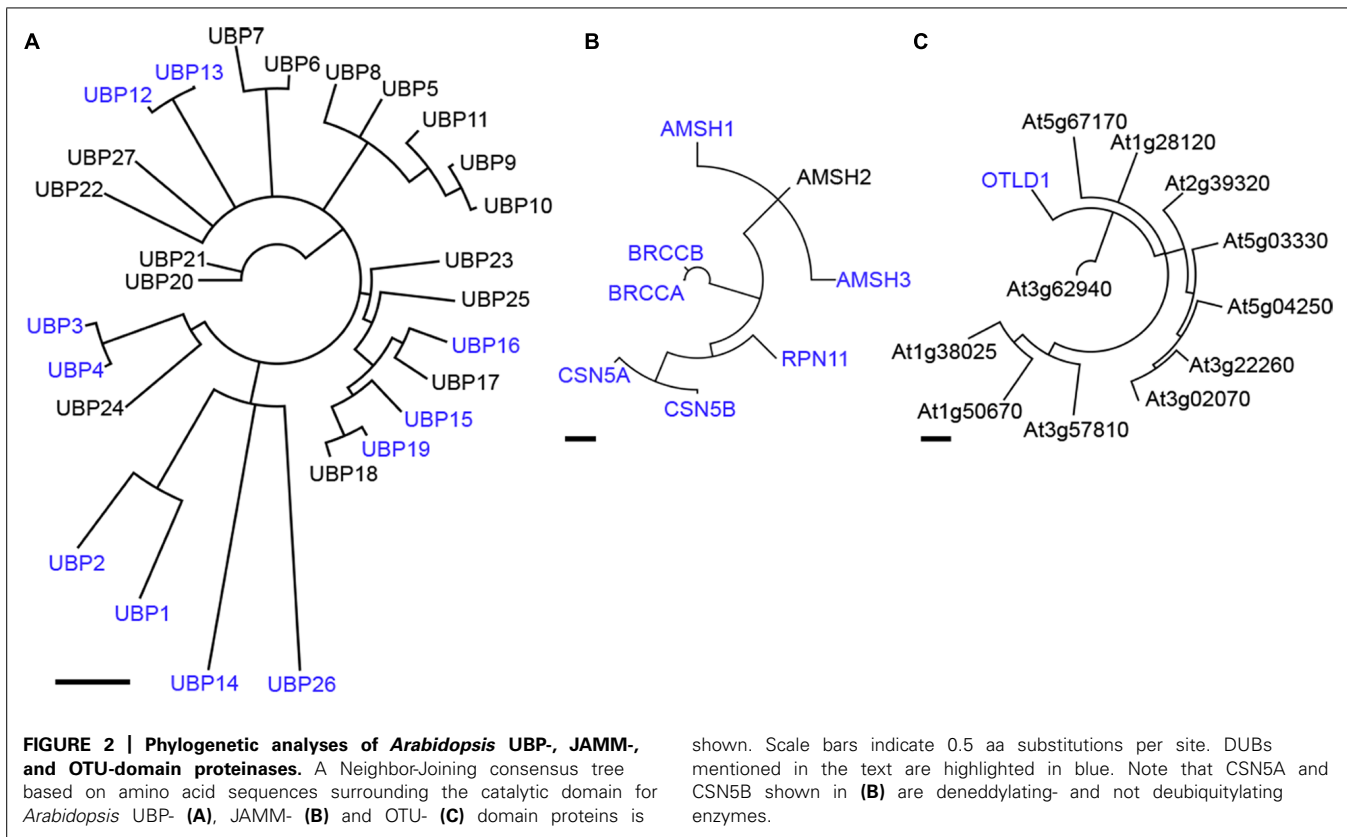 A
UBP7
UBP6
UBP13
UBP12
UBP8
UBP5
UBP11
UBP9
UBP10
UBP27
UBP22
UBP21
UBP20
UBP23
UBP25
UBP3
UBP4
UBP24
UBP16
UBP17
UBP15
UBP19
UBP18
UBP2
UBP1
UBP14
UBP26
B
AMSH1
AMSH2
BRCCB
BRCCA
AMSH3
RPN11
CSN5A
CSN5B
C
At5g67170
At1g28120
OTLD1
At2g39320
At5g03330
At3g62940
At5g04250
At1g38025
At3g22260
At3g02070
At1g50670
At3g57810
FIGURE 2 | Phylogenetic analyses of Arabidopsis UBP-, JAMM-,
and OTU-domain proteinases. A Neighbor-Joining consensus tree
based on amino acid sequences surrounding the catalytic domain for
Arabidopsis UBP- (A), JAMM- (B) and OTU- (C) domain proteins is
shown. Scale bars indicate 0.5 aa substitutions per site. DUBs
mentioned in the text are highlighted in blue. Note that CSN5A and
CSN5B shown in (B) are deneddylating- and not deubiquitylating
enzymes.